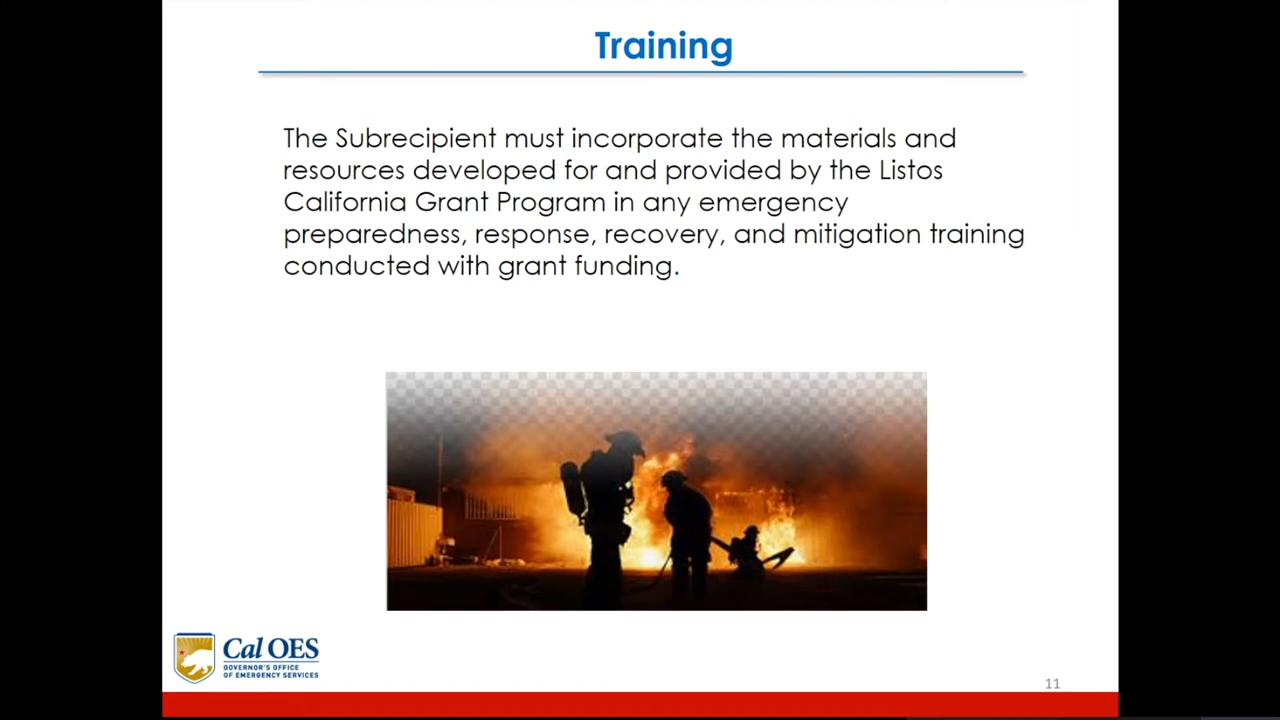 Training
The Subrecipient must incorporate the materials and
resources developed for and provided by the Listos
California Grant Program in any emergency
preparedness, response, recovery, and mitigation training
conducted with grant funding.
Cal OES
GOVERNOR'S OFFICE
OF EMERGENCY SERVICES
11